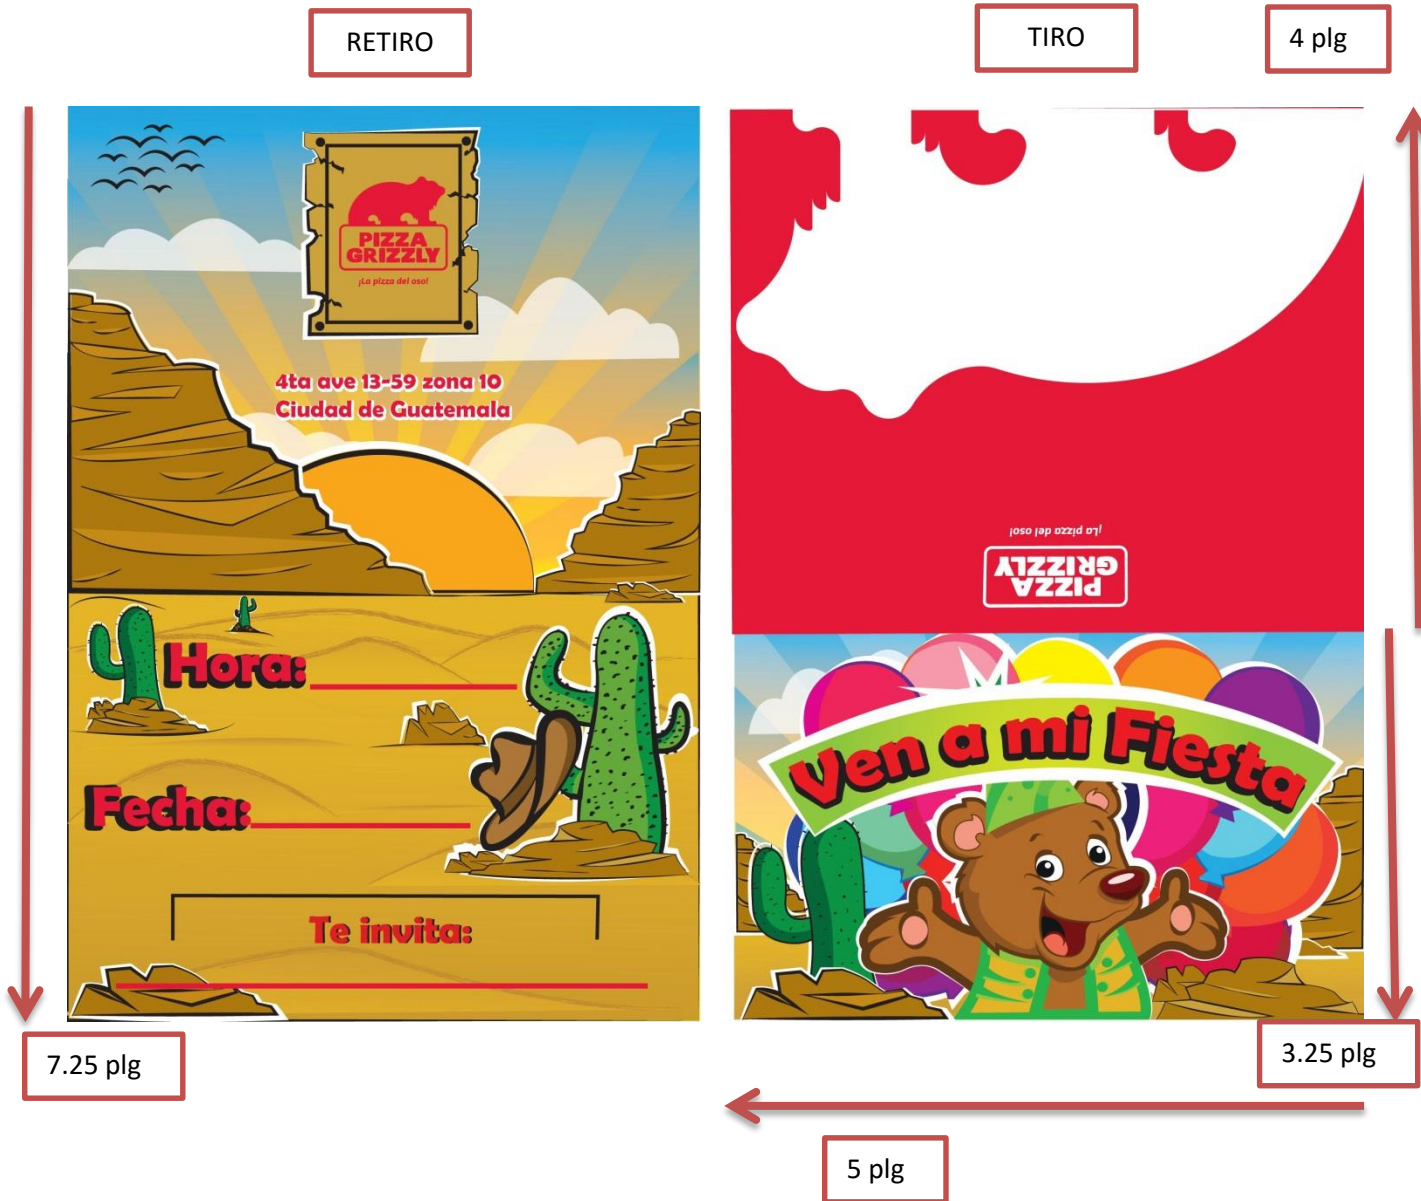 RETIRO
TIRO
4 plg
PIZZA
GRIZZLY
¡La pizza del oso!
4ta ave 13-59 zona 10
Ciudad de Guatemala
Hora:
Fecha:
Te invita:
¡La pizza del oso!
PIZZA
GRIZZLY
Ven a mi Fiesta
7.25 plg
3.25 plg
5 plg